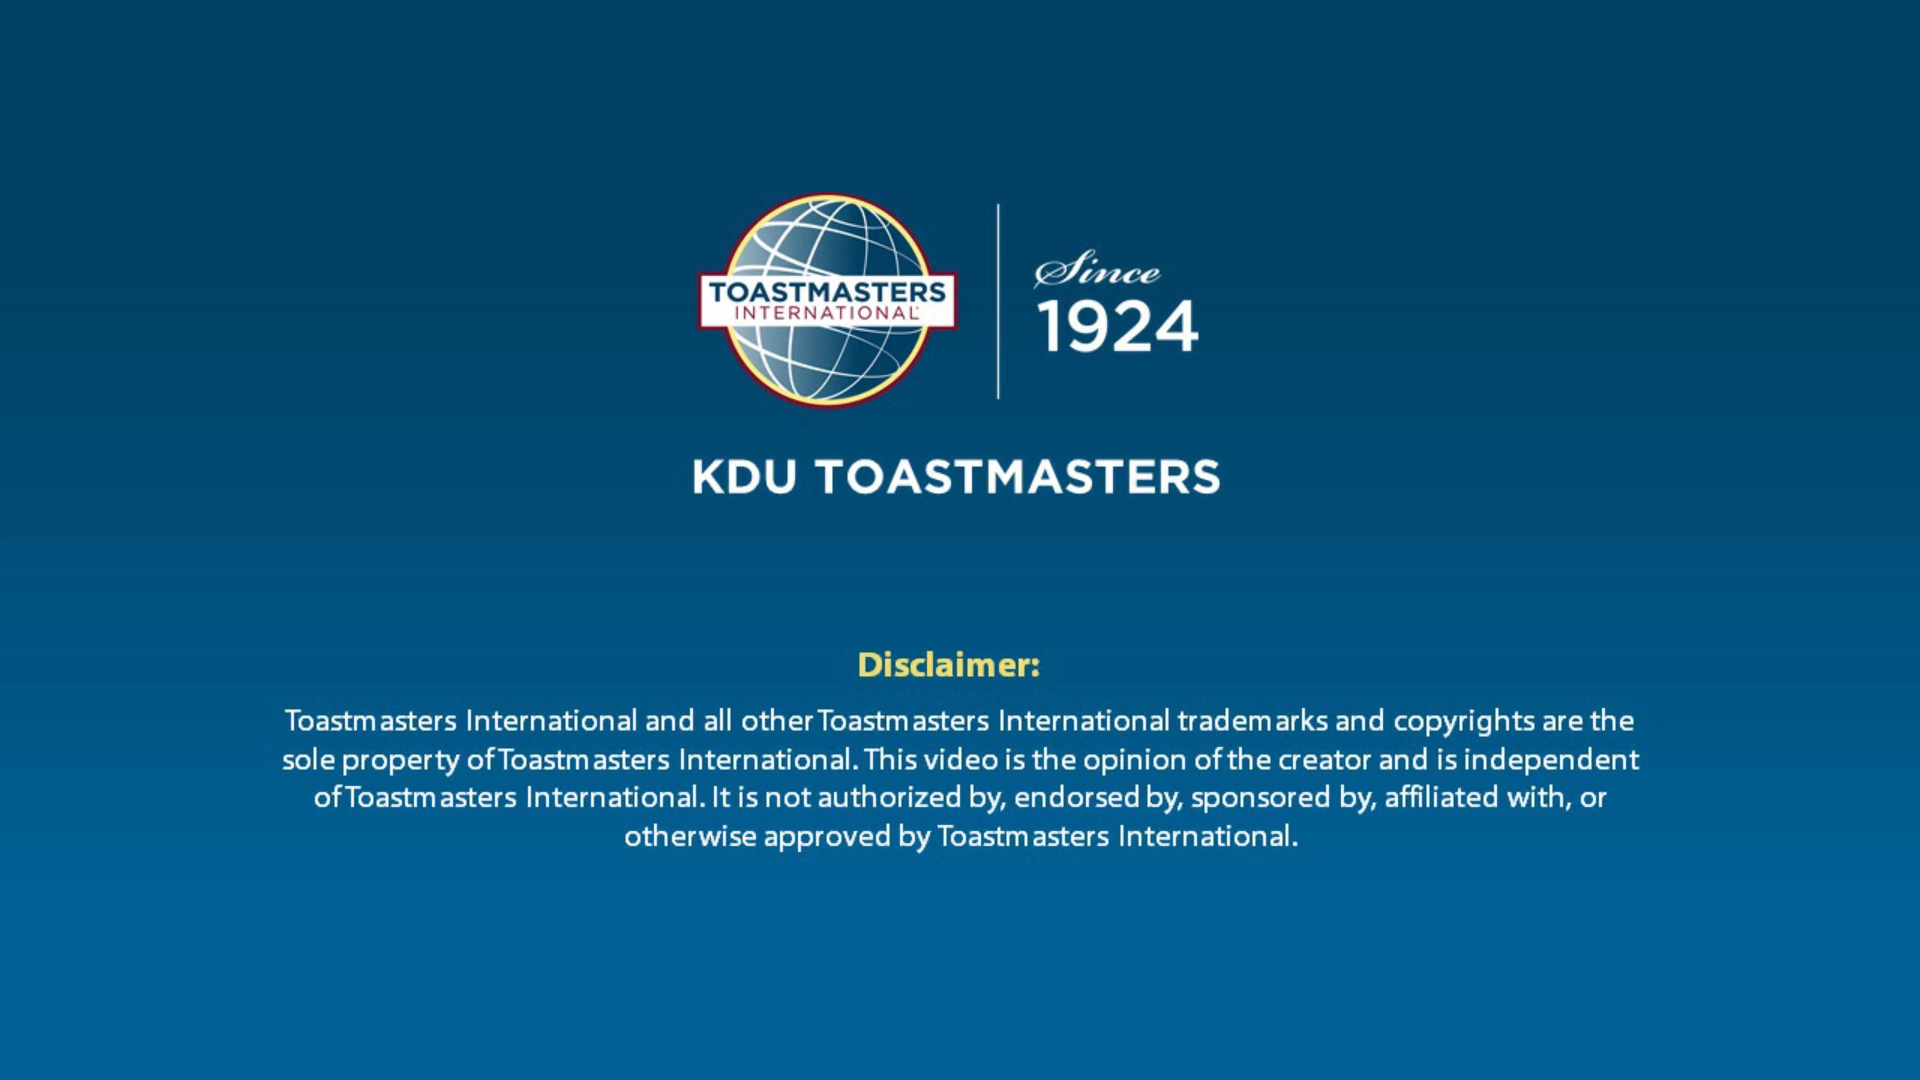 TOASTMASTERS
INTERNATIONAL
Since
1924
KDU TOASTMASTERS
Disclaimer:
Toastmasters International and all other Toastmasters International trademarks and copyrights are the
sole property of Toastmasters International. This video is the opinion of the creator and is independent
of Toastmasters International. It is not authorized by, endorsed by, sponsored by, affiliated with, or
otherwise approved by Toastmasters International.